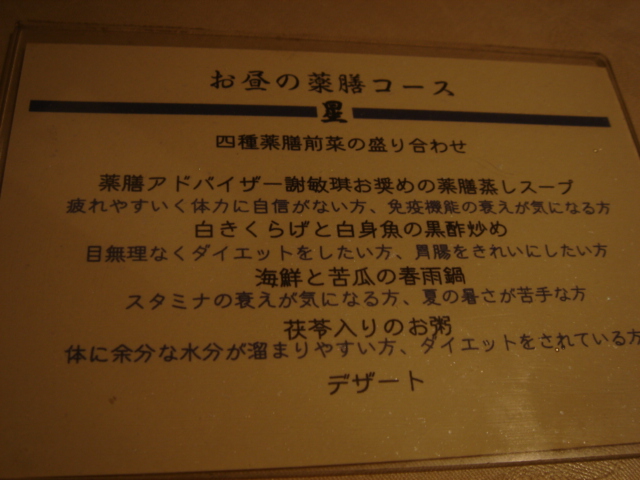 お昼の薬膳コース
星
四種薬膳前菜の盛り合わせ
薬膳アドバイザー謝敏琪お奨めの薬膳蒸しスープ
疲れやすいく体力に自信がない方、免疫機能の衰えが気になる方
白きくらげと白身魚の黒酢炒め
目無理なくダイエットをしたい方、胃腸をきれいにしたい方
海鮮と苦瓜の春雨鍋
スタミナの衰えが気になる方、夏の暑さが苦手な方
茯苓入りのお粥
体に余分な水分が溜まりやすい方、ダイエットをされている方
デザート